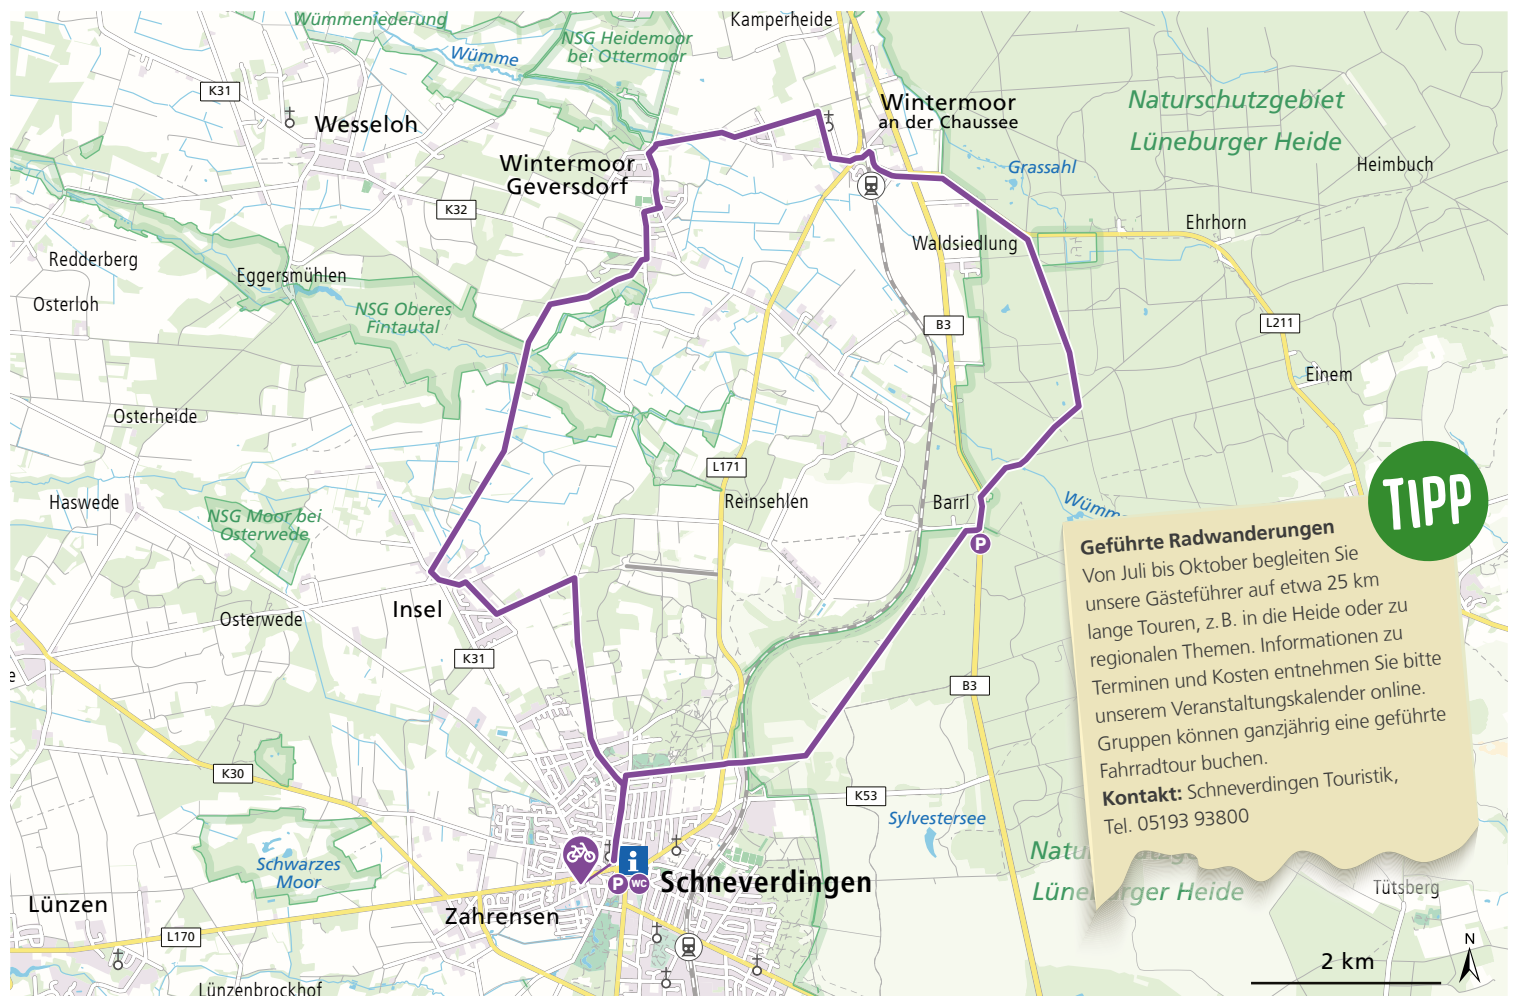 Wümmeniederung
Kamperheide
NSG Heidemoor
bei Ottermoor
Wümme
K31
Wesseloh
Wintermoor
an der Chaussee
Naturschutzgebiet
Lüneburger Heide
Wintermoor
Geversdorf
Grassahl
Heimbuch
K32
Ehrhorn
Waldsiedlung
Redderberg
Eggersmühlen
Osterloh
NSG Oberes
Fintautal
B3
L211
Einem
Osterheide
L171
Reinsehlen
Barrl
Haswede
NSG Moor bei
Osterwede
P
Insel
Osterwede
K31
B3
TIPP
Geführte Radwanderungen
Von Juli bis Oktober begleiten Sie
unsere Gästeführer auf etwa 25 km
lange Touren, z. B. in die Heide oder zu
regionalen Themen. Informationen zu
Terminen und Kosten entnehmen Sie bitte
unserem Veranstaltungskalender online.
Gruppen können ganzjährig eine geführte
Fahrradtour buchen.
Kontakt: Schneverdingen Touristik,
Tel. 05193 93800
K30
K53
Sylvestersee
Schwarzes
Moor
i
P
WC
Schneverdingen
Lüneburger Heide
Tütsberg
Lünzen
Zahrensen
L170
Lünzenbrockhof
2 km
N